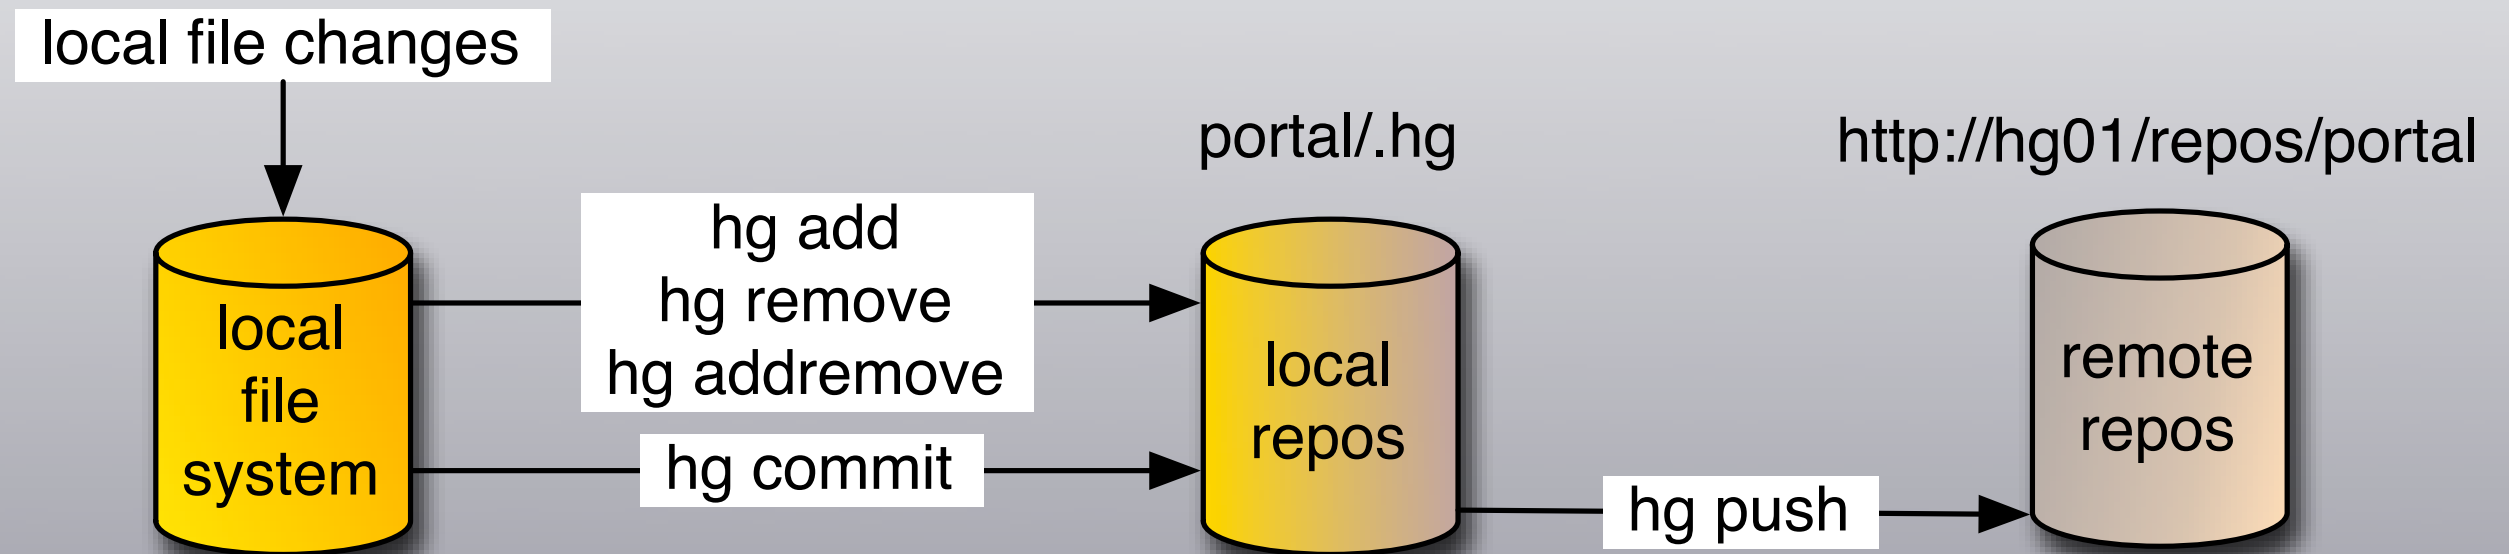 local file changes
portal/.hg
http://hg01/repos/portal
hg add
hg remove
hg addremove
local
file
system
hg commit
local
repos
remote
repos
hg push